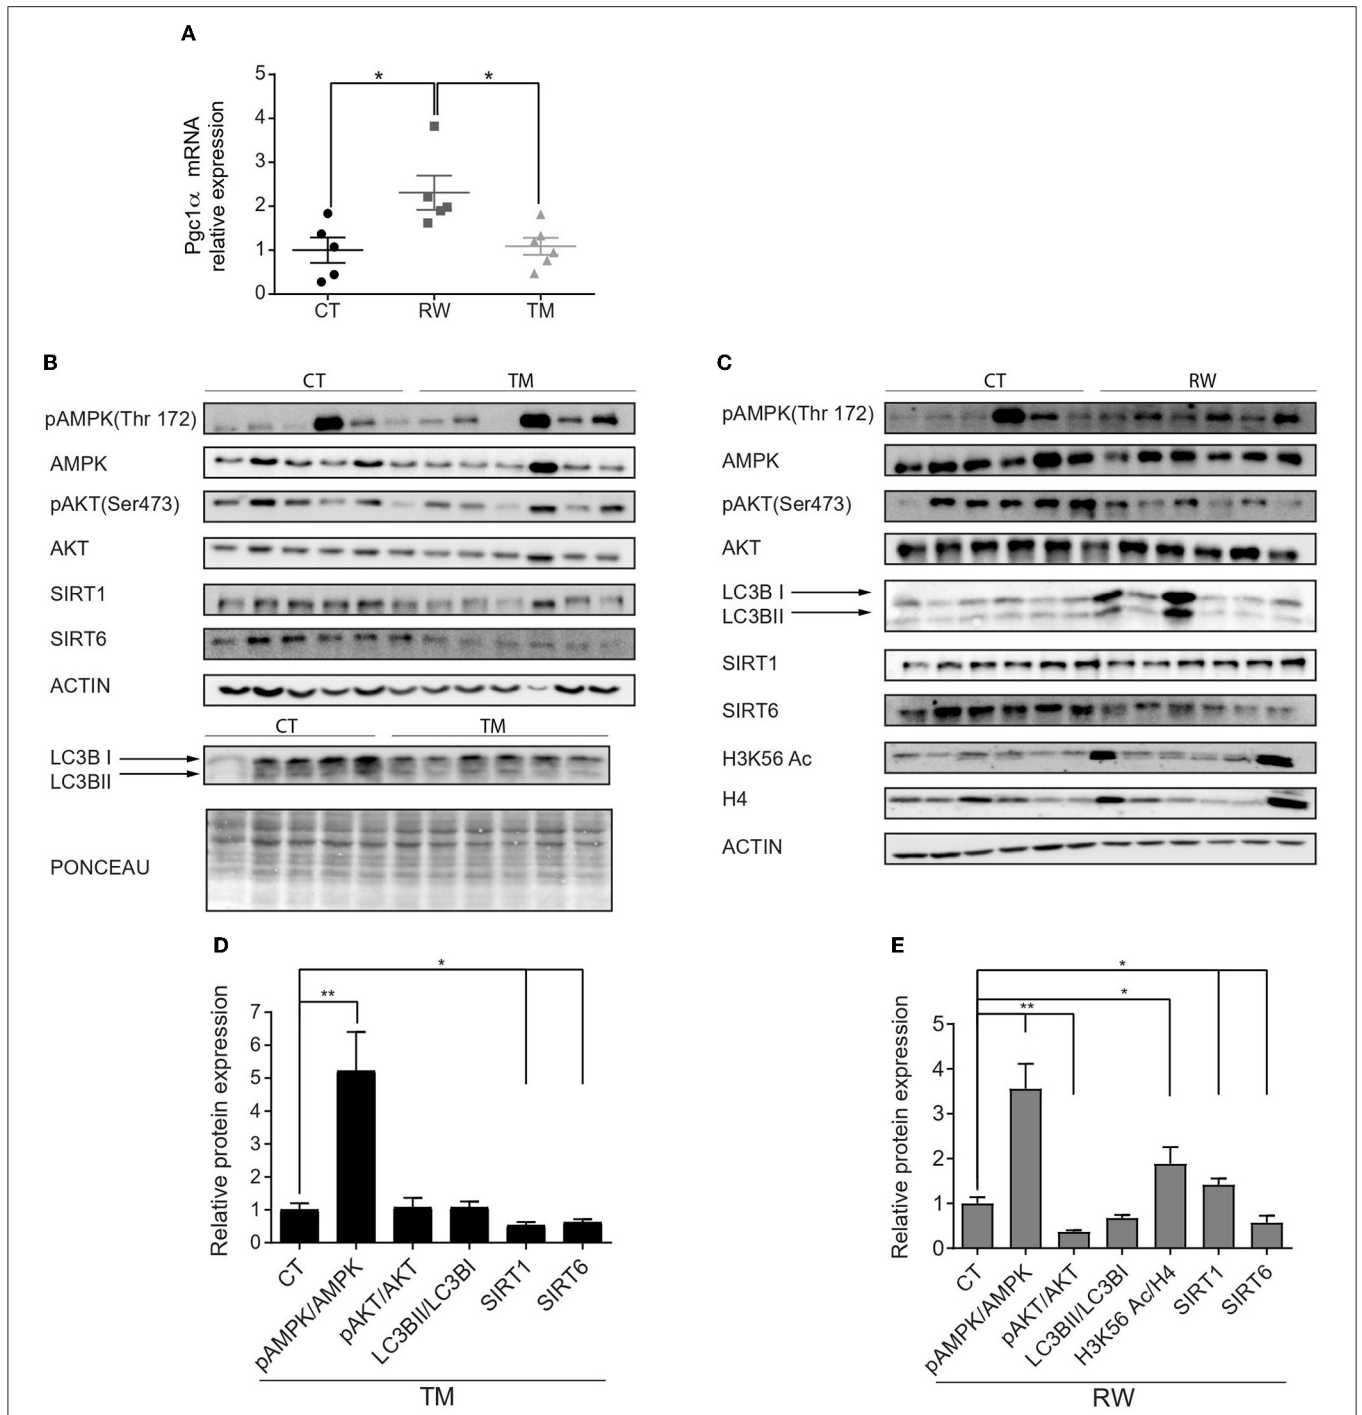 A
5
4
3
2
1
0
Pgc1α mRNA
relative expression
*
*
CT
RW
TM
B
CT
TM
pAMPK(Thr 172)
AMPK
pAKT(Ser473)
AKT
SIRT1
SIRT6
ACTIN
CT
TM
LC3B I
LC3BII
PONCEAU
C
CT
RW
pAMPK(Thr 172)
AMPK
pAKT(Ser473)
AKT
LC3B I
LC3BII
SIRT1
SIRT6
H3K56 Ac
H4
ACTIN
D
*
**
Relative protein expression
7
6
5
4
3
2
1
0
CT
pAMPK/AMPK
pAKT/AKT
LC3BII/LC3BI
SIRT1
SIRT6
TM
E
*
*
**
Relative protein expression
5
4
3
2
1
0
CT
pAMPK/AMPK
pAKT/AKT
LC3BII/LC3BI
H3K56 Ac/H4
SIRT1
SIRT6
RW